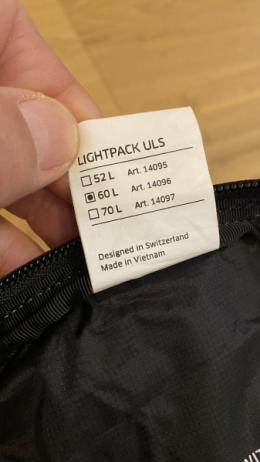 LIGHTPACK ULS
52 L Art. 14095
60 L Art. 14096
70 L Art. 14097
Designed in Switzerland
Made in Vietnam